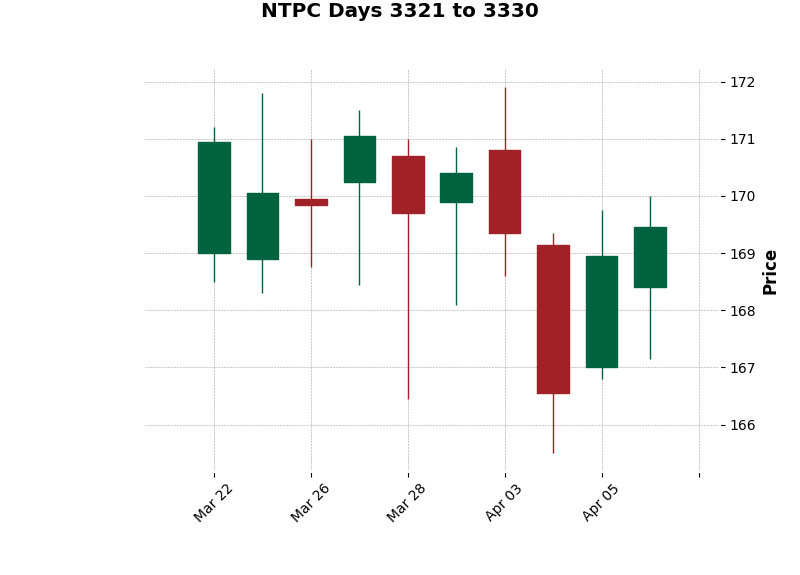 NTPC Days 3321 to 3330
172
171
170
169
168
167
166
Price
Mar 22
Mar 26
Mar 28
Apr 03
Apr 05